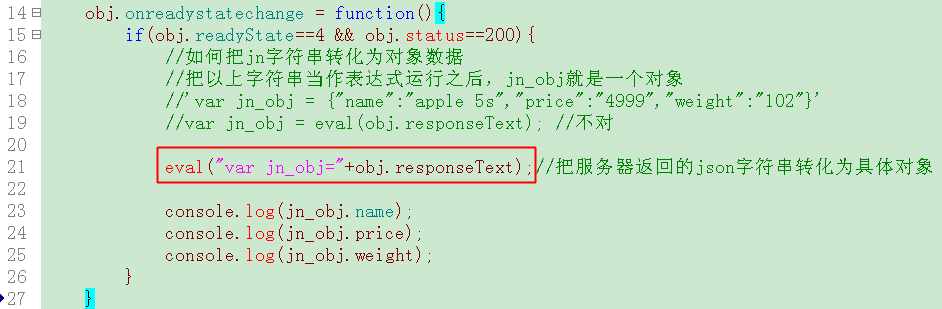 14 obj.onreadystatechange = function(){
15 if(obj.readyState==4 && obj.status==200){
16 //如何把jn字符串转化为对象数据
17 //把以上字符串当作表达式运行之后，jn_obj就是一个对象
18 //'var jn_obj = {"name":"apple 5s","price":"4999","weight":"102"}'
19 //var jn_obj = eval(obj.responseText); //不对
20
21 eval("var jn_obj="+obj.responseText);//把服务器返回的json字符串转化为具体对象
22
23 console.log(jn_obj.name);
24 console.log(jn_obj.price);
25 console.log(jn_obj.weight);
26 }
27 }